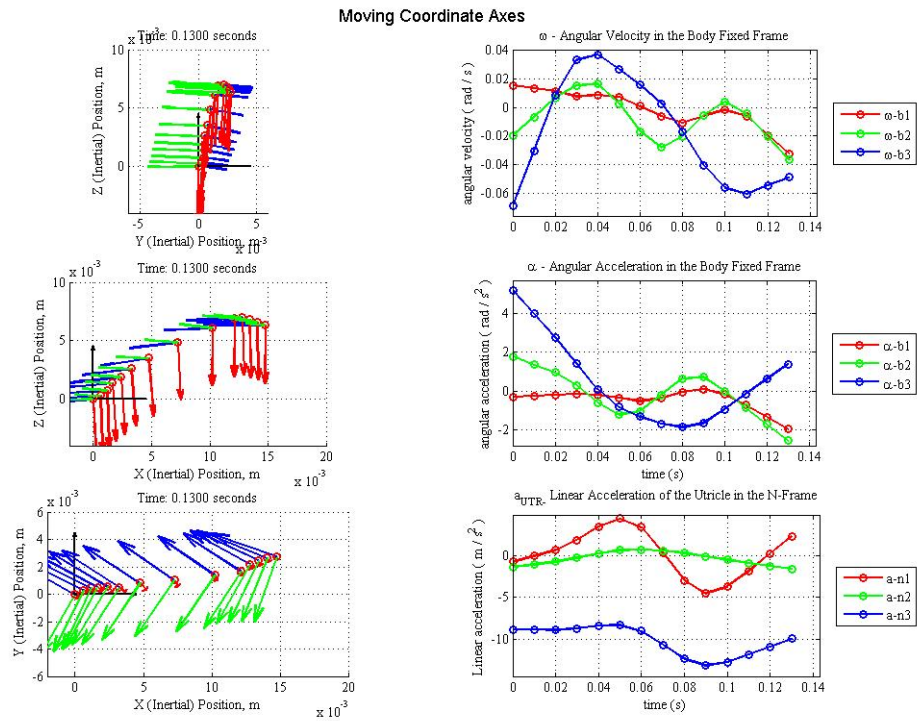 Moving Coordinate Axes
x 10⁻³
Time: 0.1300 seconds
10
5
0
Z (Inertial) Position, m
-5
0
5
Y (Inertial) Position, m
x 10⁻³
x 10⁻³
Time: 0.1300 seconds
10
5
0
Z (Inertial) Position, m
0
5
10
15
20
X (Inertial) Position, m
x 10⁻³
x 10⁻³
Time: 0.1300 seconds
6
4
2
0
-2
-4
-6
Y (Inertial) Position, m
0
5
10
15
20
X (Inertial) Position, m
x 10⁻³
ω - Angular Velocity in the Body Fixed Frame
0.04
0.02
0
-0.02
-0.04
-0.06
angular velocity ( rad / s)
0 0.02 0.04 0.06 0.08 0.1 0.12 0.14
ω-b1
ω-b2
ω-b3
α - Angular Acceleration in the Body Fixed Frame
4
2
0
-2
angular acceleration ( rad / s²)
0 0.02 0.04 0.06 0.08 0.1 0.12 0.14
time (s)
α-b1
α-b2
α-b3
a_UTR- Linear Acceleration of the Utricle in the N-Frame
0
-5
-10
Linear acceleration ( m / s²)
0 0.02 0.04 0.06 0.08 0.1 0.12 0.14
time (s)
a-n1
a-n2
a-n3